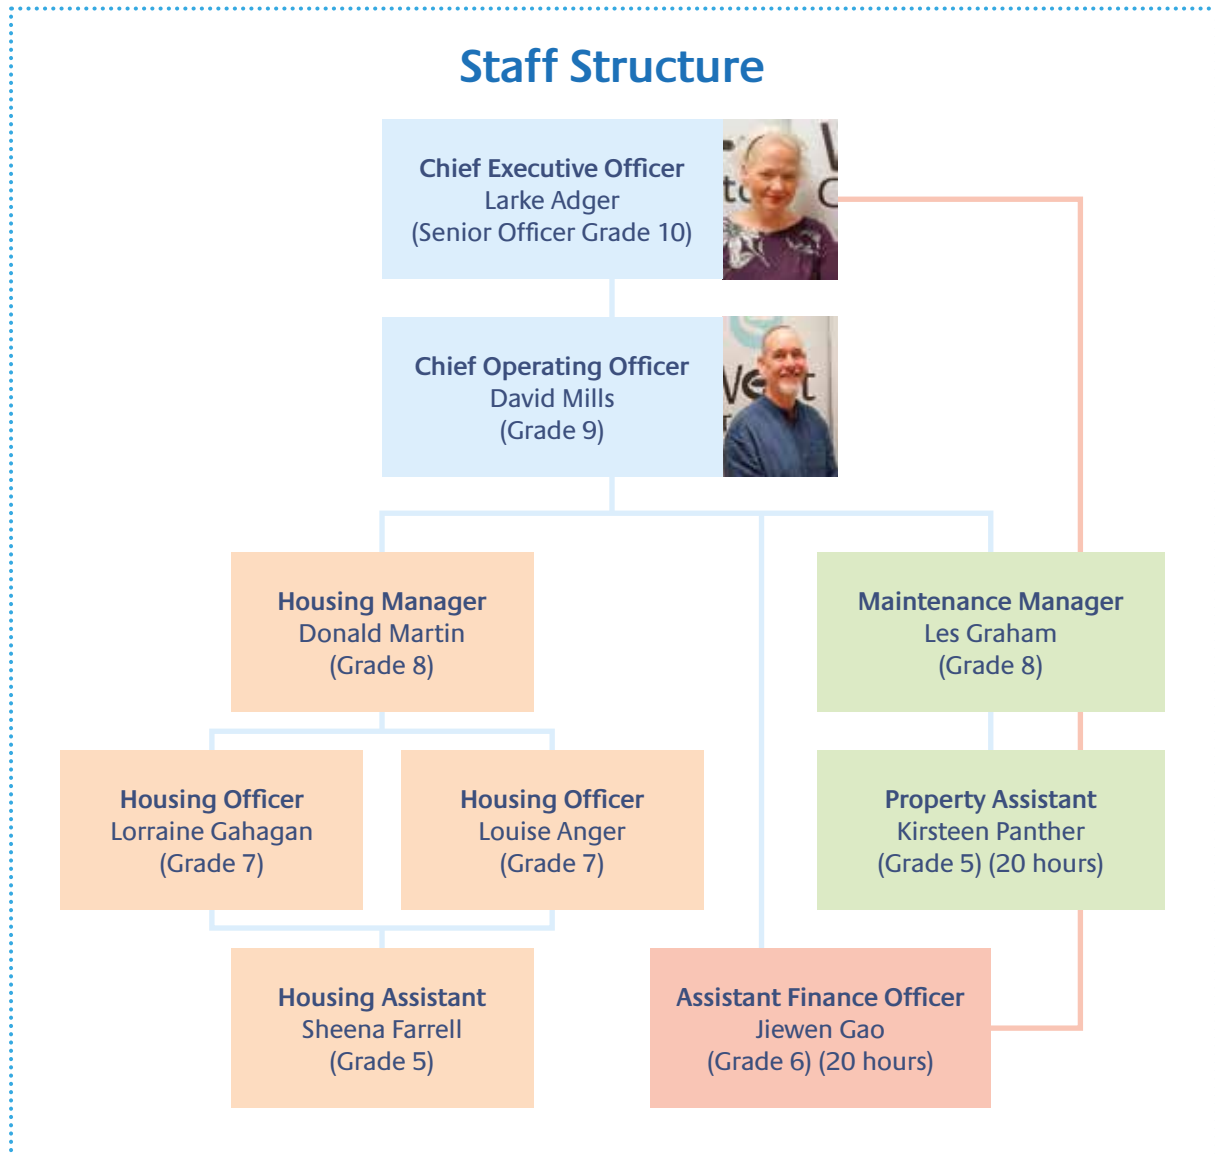 Staff Structure
Chief Executive Officer
Larke Adger
(Senior Officer Grade 10)
Chief Operating Officer
David Mills
(Grade 9)
Housing Manager
Donald Martin
(Grade 8)
Maintenance Manager
Les Graham
(Grade 8)
Housing Officer
Lorraine Gahagan
(Grade 7)
Housing Officer
Louise Anger
(Grade 7)
Property Assistant
Kirsteen Panther
(Grade 5) (20 hours)
Housing Assistant
Sheena Farrell
(Grade 5)
Assistant Finance Officer
Jiewen Gao
(Grade 6) (20 hours)